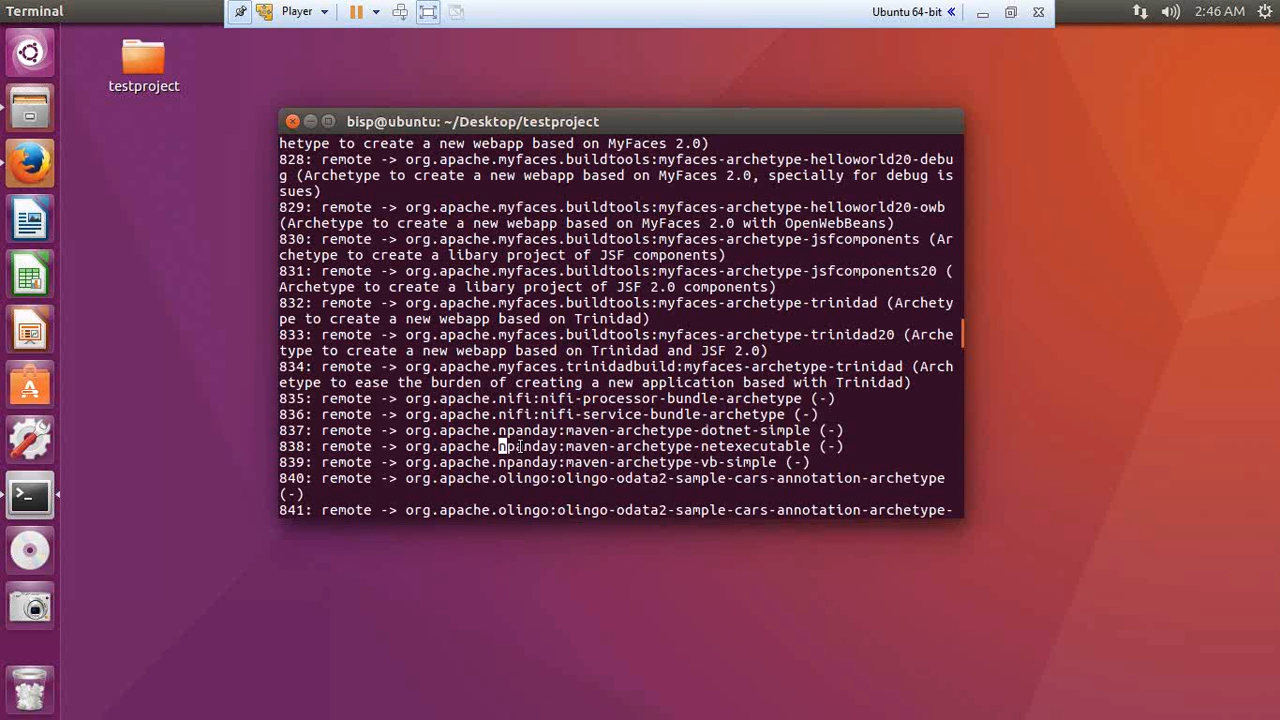 Terminal
Player
Ubuntu 64-bit
2:46 AM
testproject
bisp@ubuntu: ~/Desktop/testproject
hetype to create a new webapp based on MyFaces 2.0)
828: remote -> org.apache.myfaces.buildtools:myfaces-archetype-helloworld20-debu
g (Archetype to create a new webapp based on MyFaces 2.0, specially for debug is
sues)
829: remote -> org.apache.myfaces.buildtools:myfaces-archetype-helloworld20-owb
(Archetype to create a new webapp based on MyFaces 2.0 with OpenWebBeans)
830: remote -> org.apache.myfaces.buildtools:myfaces-archetype-jsfcomponents (Ar
chetype to create a libary project of JSF components)
831: remote -> org.apache.myfaces.buildtools:myfaces-archetype-jsfcomponents20 (
Archetype to create a libary project of JSF 2.0 components)
832: remote -> org.apache.myfaces.buildtools:myfaces-archetype-trinidad (Archety
pe to create a new webapp based on Trinidad)
833: remote -> org.apache.myfaces.buildtools:myfaces-archetype-trinidad20 (Arche
type to create a new webapp based on Trinidad and JSF 2.0)
834: remote -> org.apache.myfaces.trinidadbuild:myfaces-archetype-trinidad (Arch
etype to ease the burden of creating a new application based with Trinidad)
835: remote -> org.apache.nifi:nifi-processor-bundle-archetype (-)
836: remote -> org.apache.nifi:nifi-service-bundle-archetype (-)
837: remote -> org.apache.npanday:maven-archetype-dotnet-simple (-)
838: remote -> org.apache.npanday:maven-archetype-netexecutable (-)
839: remote -> org.apache.npanday:maven-archetype-vb-simple (-)
840: remote -> org.apache.olingo:olingo-odata2-sample-cars-annotation-archetype
(-)
841: remote -> org.apache.olingo:olingo-odata2-sample-cars-annotation-archetype-